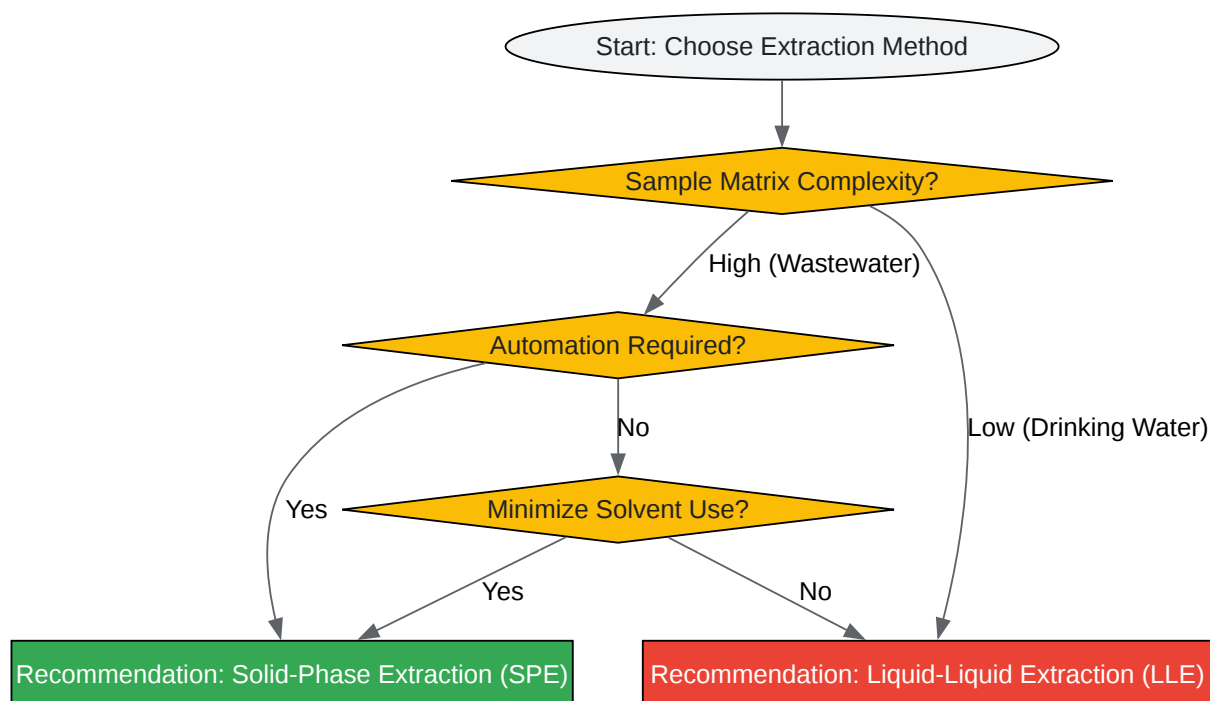 Start: Choose Extraction Method
Sample Matrix Complexity?
High (Wastewater)
Automation Required?
No
Low (Drinking Water)
Yes
Minimize Solvent Use?
Yes
No
Recommendation: Solid-Phase Extraction (SPE)
Recommendation: Liquid-Liquid Extraction (LLE)